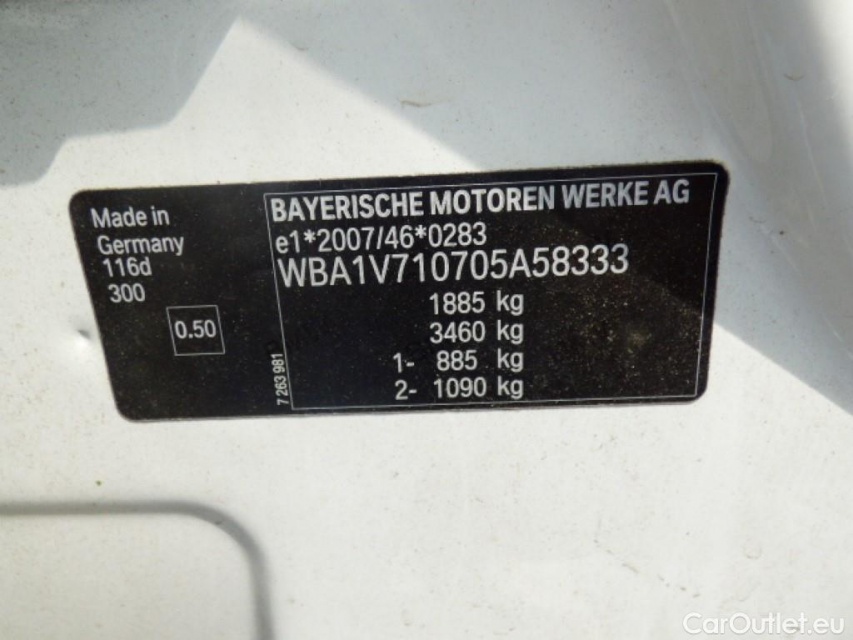 Made in
Germany
116d
300
0.50
7 263 981
BAYERISCHE MOTOREN WERKE AG
e1*2007/46*0283
WBA1V710705A58333
1885 kg
3460 kg
1- 885 kg
2- 1090 kg
CarOutlet.eu